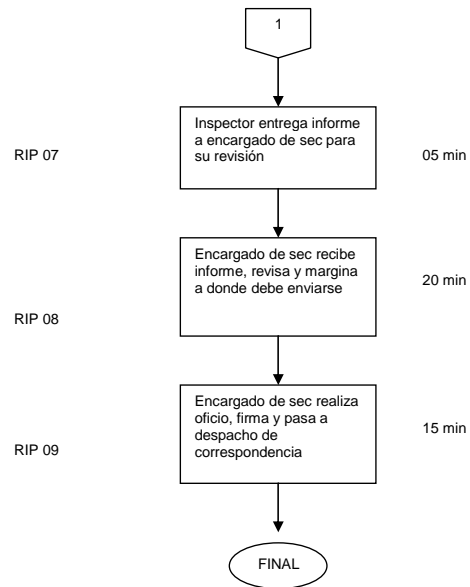 1
RIP 07
Inspector entrega informe
a encargado de sec para
su revisión
05 min
RIP 08
Encargado de sec recibe
informe, revisa y margina
a donde debe enviarse
20 min
RIP 09
Encargado de sec realiza
oficio, firma y pasa a
despacho de
correspondencia
15 min
FINAL